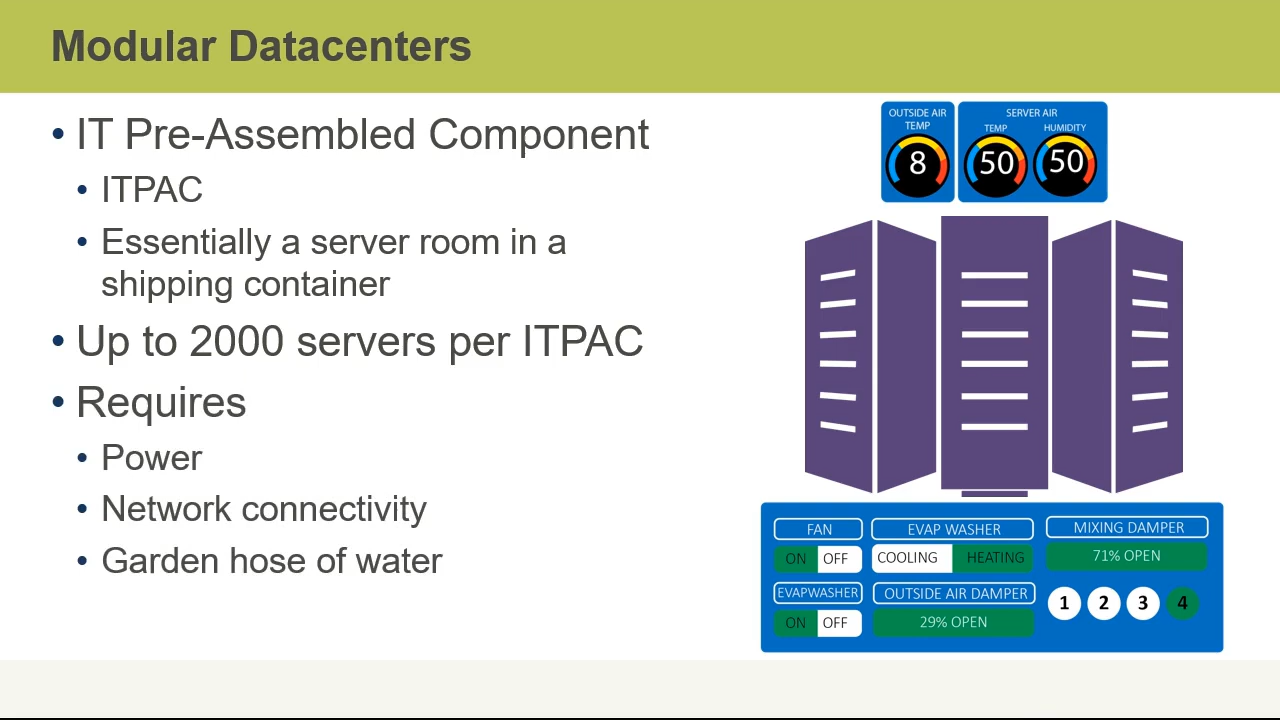 Modular Datacenters
• IT Pre-Assembled Component
• ITPAC
• Essentially a server room in a
shipping container
• Up to 2000 servers per ITPAC
• Requires
• Power
• Network connectivity
• Garden hose of water
OUTSIDE AIR
TEMP
8
SERVER AIR
TEMP HUMIDITY
50 50
FAN
ON OFF
EVAP WASHER
COOLING HEATING
MIXING DAMPER
71% OPEN
EVAPWASHER
ON OFF
OUTSIDE AIR DAMPER
29% OPEN
1 2 3 4